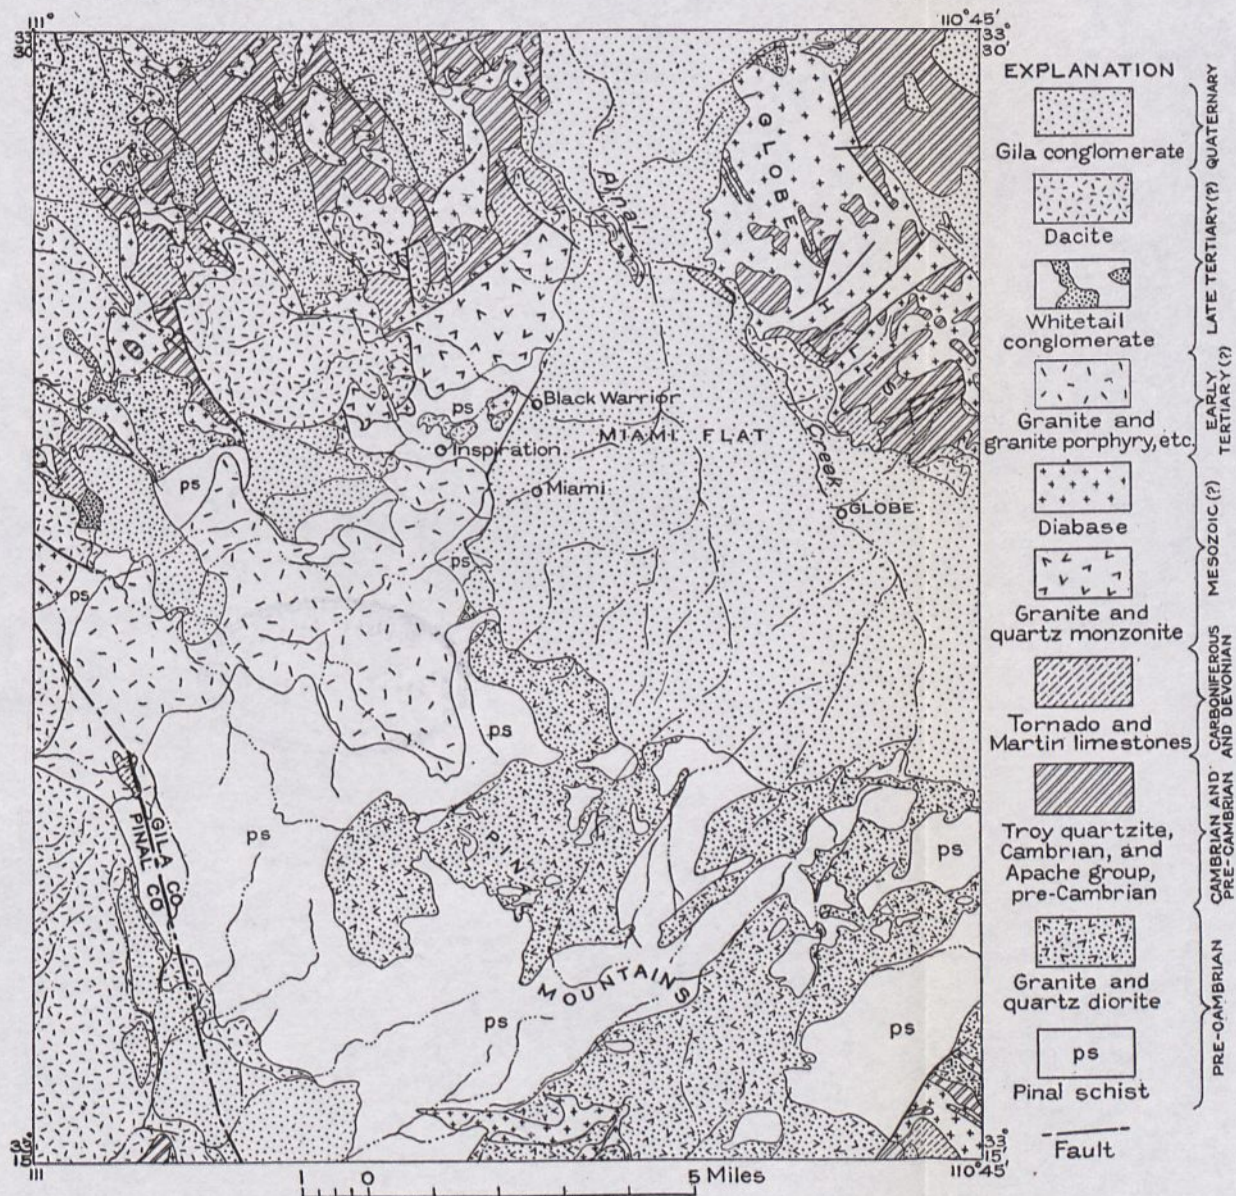 111°
110°45'
33°
30'
33°
30'
EXPLANATION
Gila conglomerate
QUATERNARY
Dacite
Whitetail
conglomerate
LATE TERTIARY(?)
Granite and
granite porphyry, etc.
EARLY
TERTIARY (?)
Diabase
Granite and
quartz monzonite
MESOZOIC (?)
Tornado and
Martin limestones
CARBONIFEROUS
AND DEVONIAN
Troy quartzite,
Cambrian, and
Apache group,
pre-Cambrian
CAMBRIAN AND
PRE-CAMBRIAN
Granite and
quartz diorite
ps
Pinal schist
PRE-CAMBRIAN
Fault
GLOBE
HILLS
Pinal
Creek
ps
Black Warrior
MIAMI FLAT
Inspiration
ps
Miami
GLOBE
ps
ps
ps
GILA CO.
PINAL CO
ps
PINAL
MOUNTAINS
ps
ps
ps
33°
15'
33°
15'
111
110°45'
1 0 5 Miles